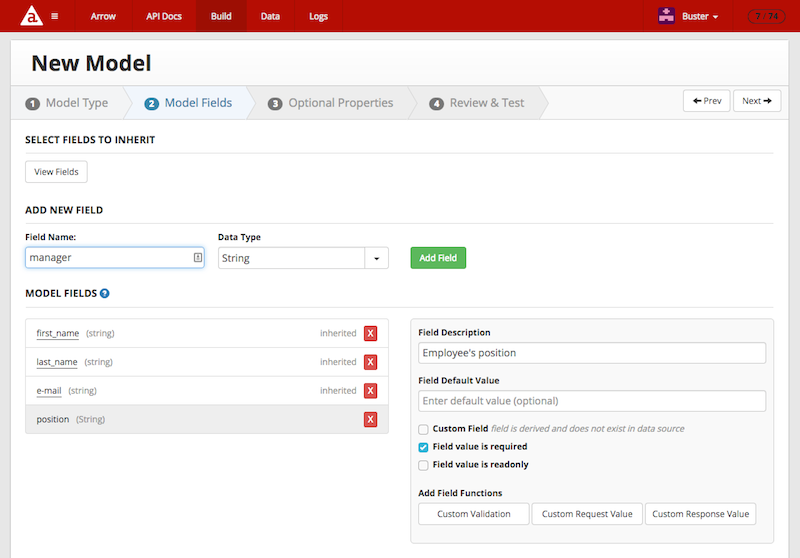 a Arrow API Docs Build Data Logs Buster 7 / 74
New Model
1 Model Type 2 Model Fields 3 Optional Properties 4 Review & Test Prev Next
SELECT FIELDS TO INHERIT
View Fields
ADD NEW FIELD
Field Name: Data Type
manager String Add Field
MODEL FIELDS ?
first_name (string) inherited X
last_name (string) inherited X
e-mail (string) inherited X
position (String) X
Field Description
Employee's position
Field Default Value
Enter default value (optional)
Custom Field field is derived and does not exist in data source
Field value is required
Field value is readonly
Add Field Functions
Custom Validation Custom Request Value Custom Response Value